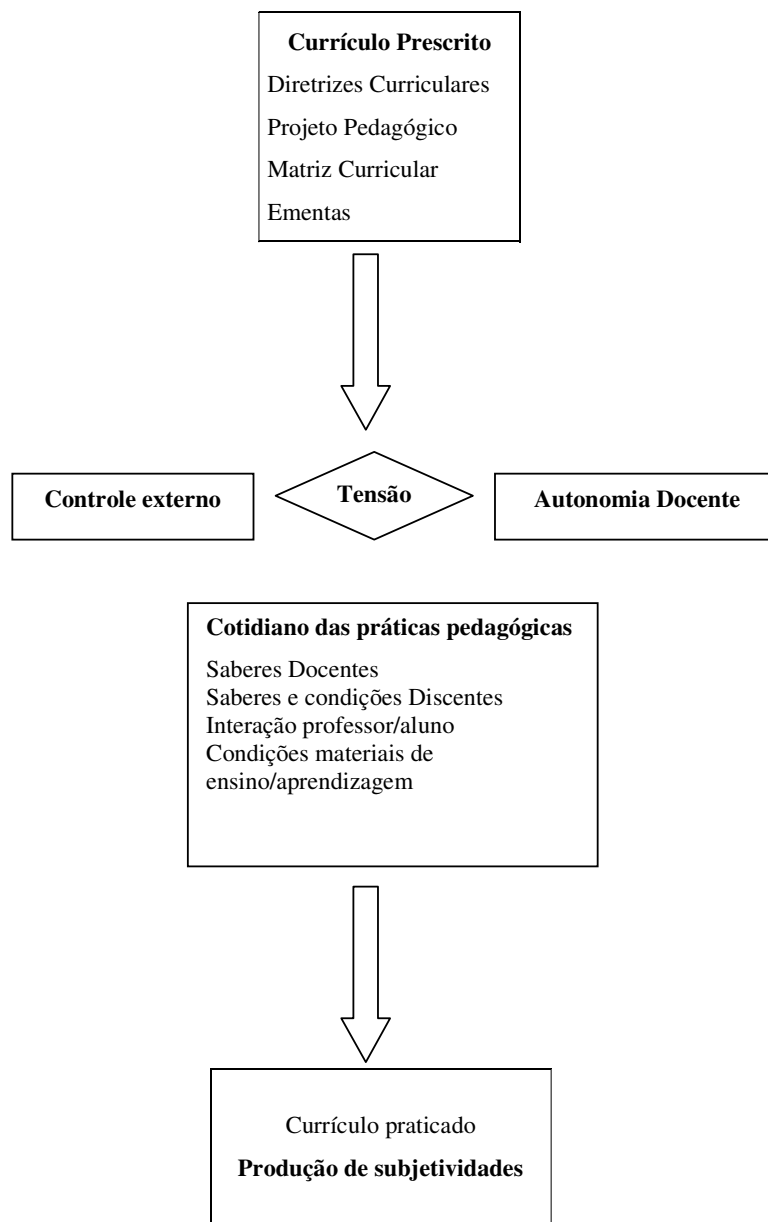 Currículo Prescrito
Diretrizes Curriculares
Projeto Pedagógico
Matriz Curricular
Ementas
Controle externo
Tensão
Autonomia Docente
Cotidiano das práticas pedagógicas
Saberes Docentes
Saberes e condições Discentes
Interação professor/aluno
Condições materiais de
ensino/aprendizagem
Currículo praticado
Produção de subjetividades